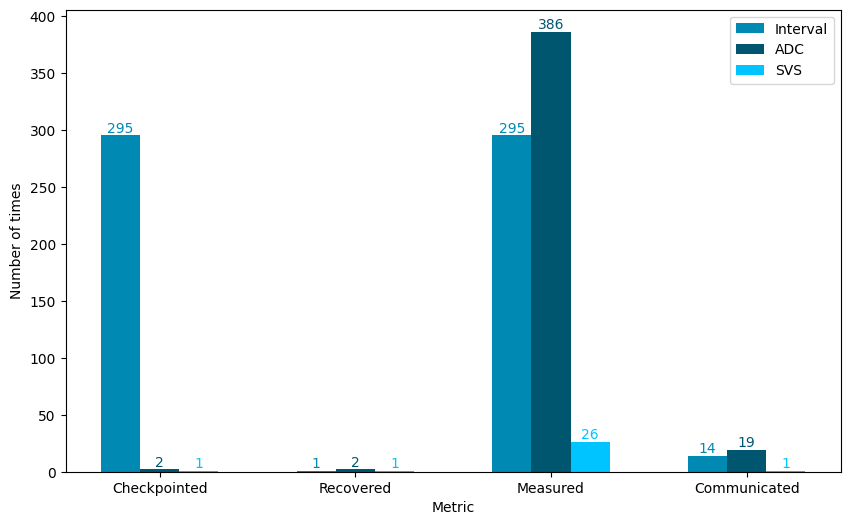 Interval
ADC
SVS
Number of times
400
350
300
250
200
150
100
50
0
295
2
1
1
2
1
295
386
26
14
19
1
Checkpointed
Recovered
Measured
Communicated
Metric